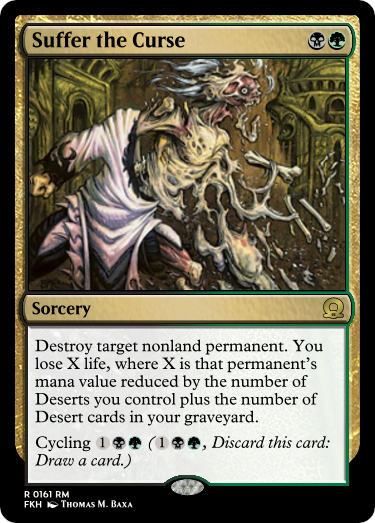 Suffer the Curse
Sorcery
Destroy target nonland permanent. You
lose X life, where X is that permanent's
mana value reduced by the number of
Deserts you control plus the number of
Desert cards in your graveyard.
Cycling 1 (1, Discard this card:
Draw a card.)
R 0161 RM
FKH Thomas M. Baxa